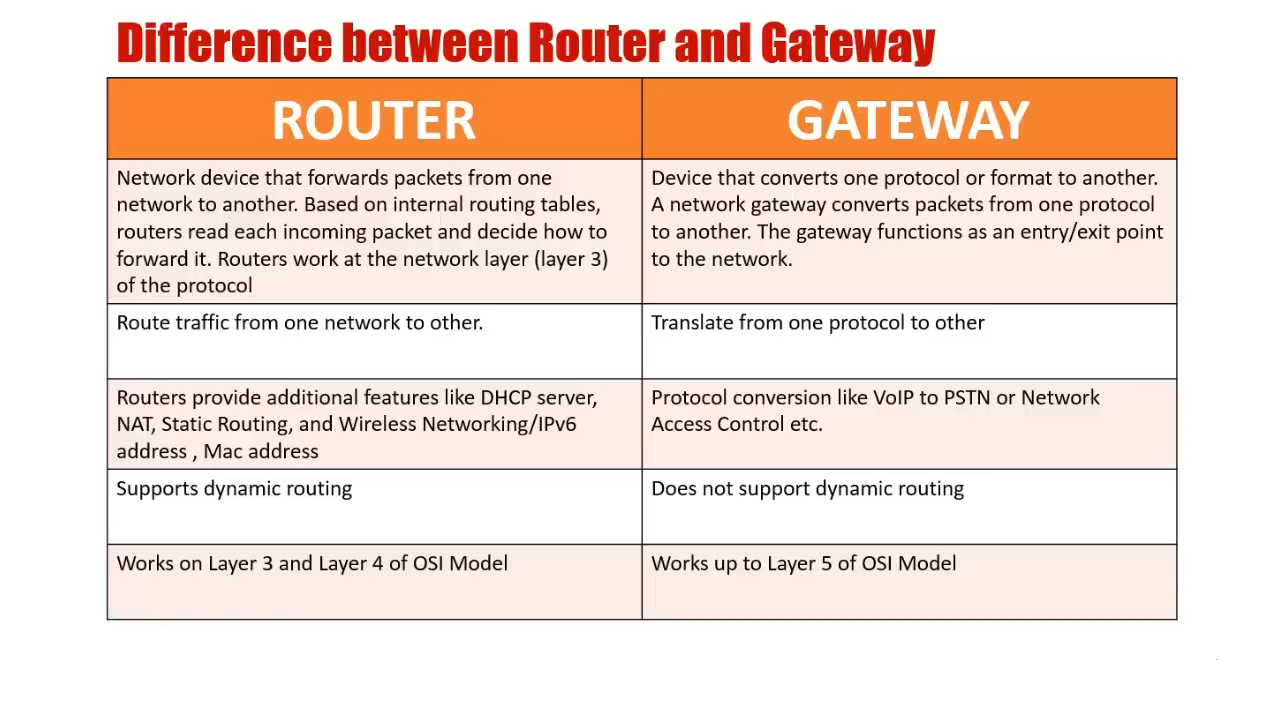 Difference between Router and Gateway
ROUTER
GATEWAY
Network device that forwards packets from one
network to another. Based on internal routing tables,
routers read each incoming packet and decide how to
forward it. Routers work at the network layer (layer 3)
of the protocol
Device that converts one protocol or format to another.
A network gateway converts packets from one protocol
to another. The gateway functions as an entry/exit point
to the network.
Route traffic from one network to other.
Translate from one protocol to other
Routers provide additional features like DHCP server,
NAT, Static Routing, and Wireless Networking/IPv6
address , Mac address
Protocol conversion like VoIP to PSTN or Network
Access Control etc.
Supports dynamic routing
Does not support dynamic routing
Works on Layer 3 and Layer 4 of OSI Model
Works up to Layer 5 of OSI Model